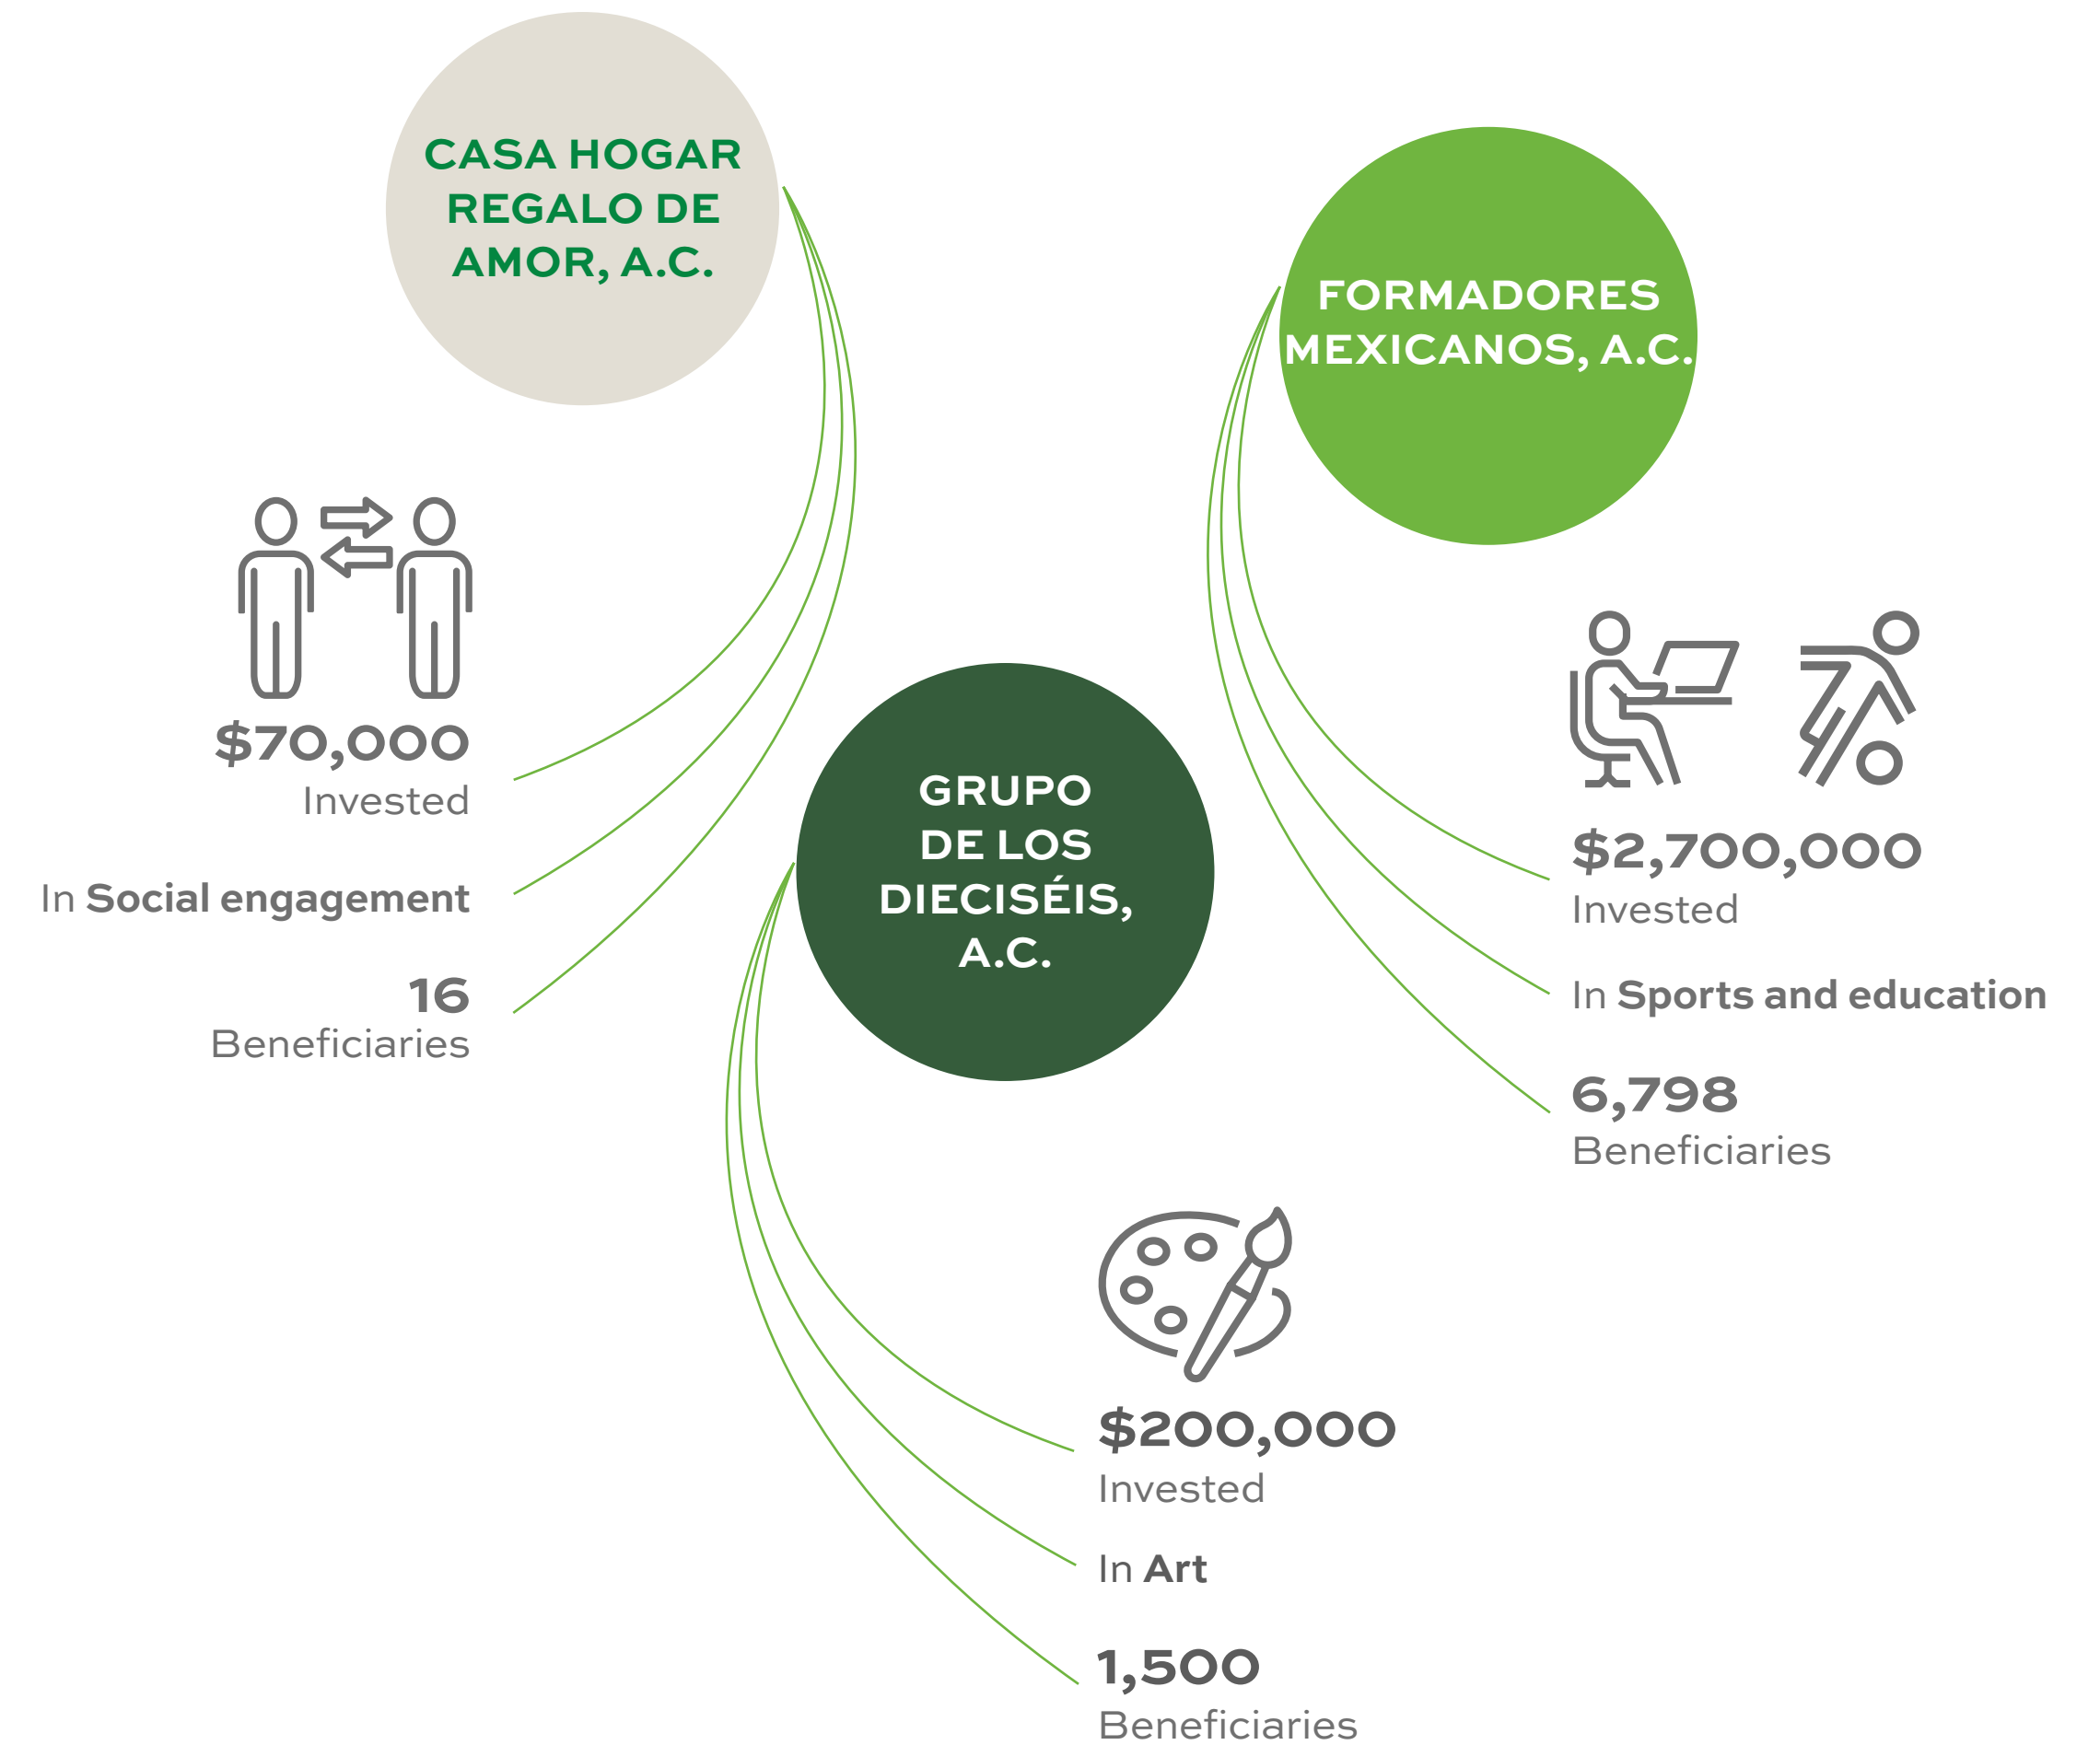 CASA HOGAR
REGALO DE
AMOR, A.C.
$70,000
Invested
In Social engagement
16
Beneficiaries
FORMADORES
MEXICANOS, A.C.
$2,700,000
Invested
In Sports and education
6,798
Beneficiaries
GRUPO
DE LOS
DIECISÉIS,
A.C.
$200,000
Invested
In Art
1,500
Beneficiaries